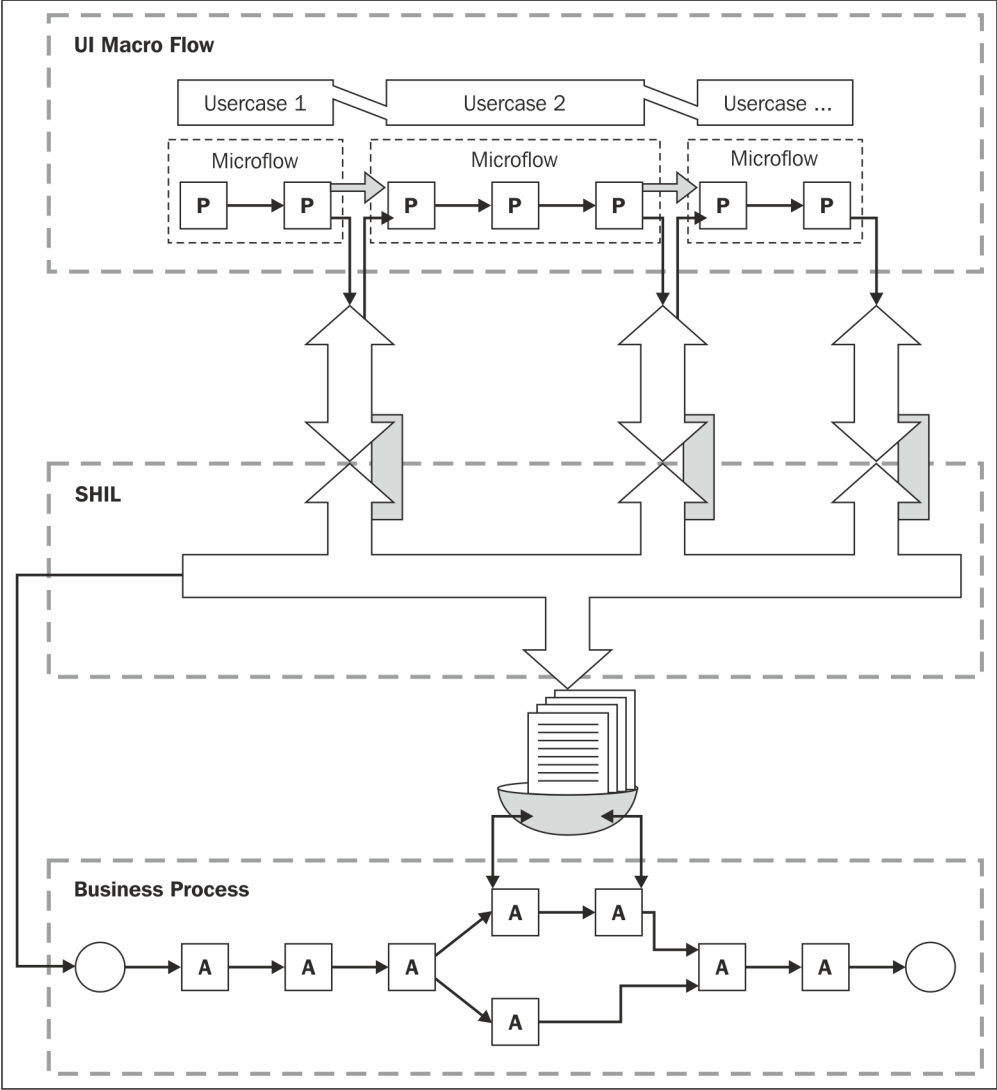 UI Macro Flow
Usercase 1
Usercase 2
Usercase ...
Microflow
Microflow
Microflow
P
P
P
P
P
P
P
SHIL
Business Process
A
A
A
A
A
A
A
A